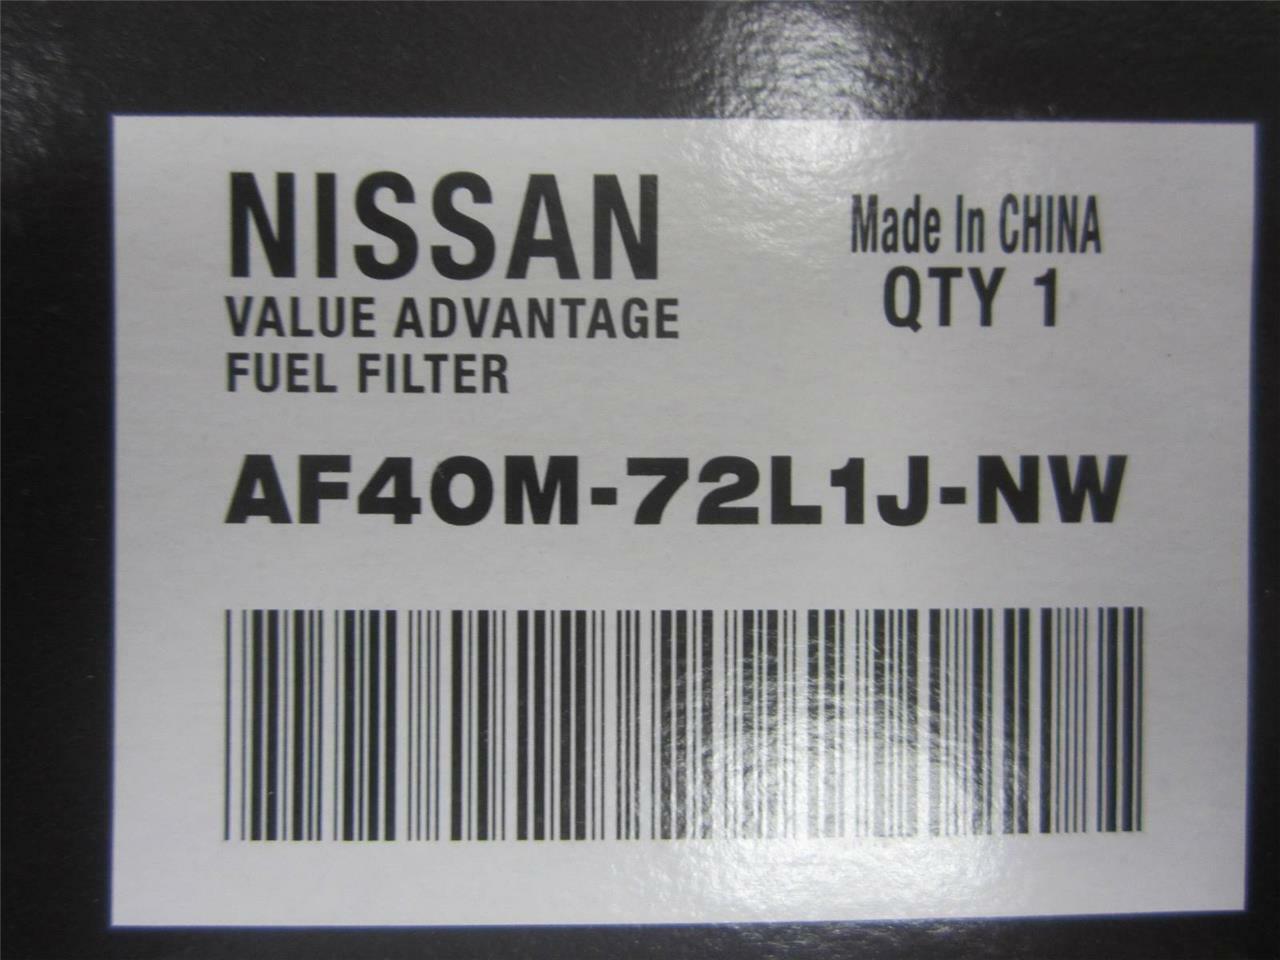 NISSAN
VALUE ADVANTAGE
FUEL FILTER
Made In CHINA
QTY 1
AF40M-72L1J-NW